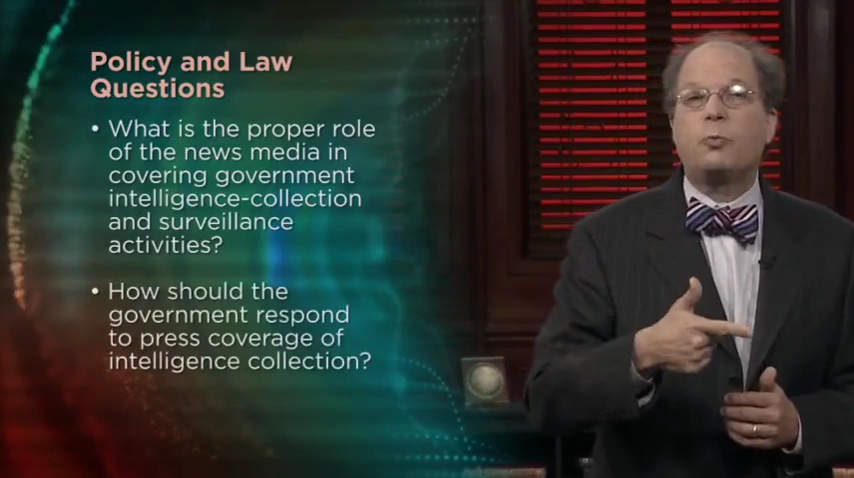 Policy and Law
Questions
• What is the proper role
of the news media in
covering government
intelligence-collection
and surveillance
activities?
• How should the
government respond
to press coverage of
intelligence collection?